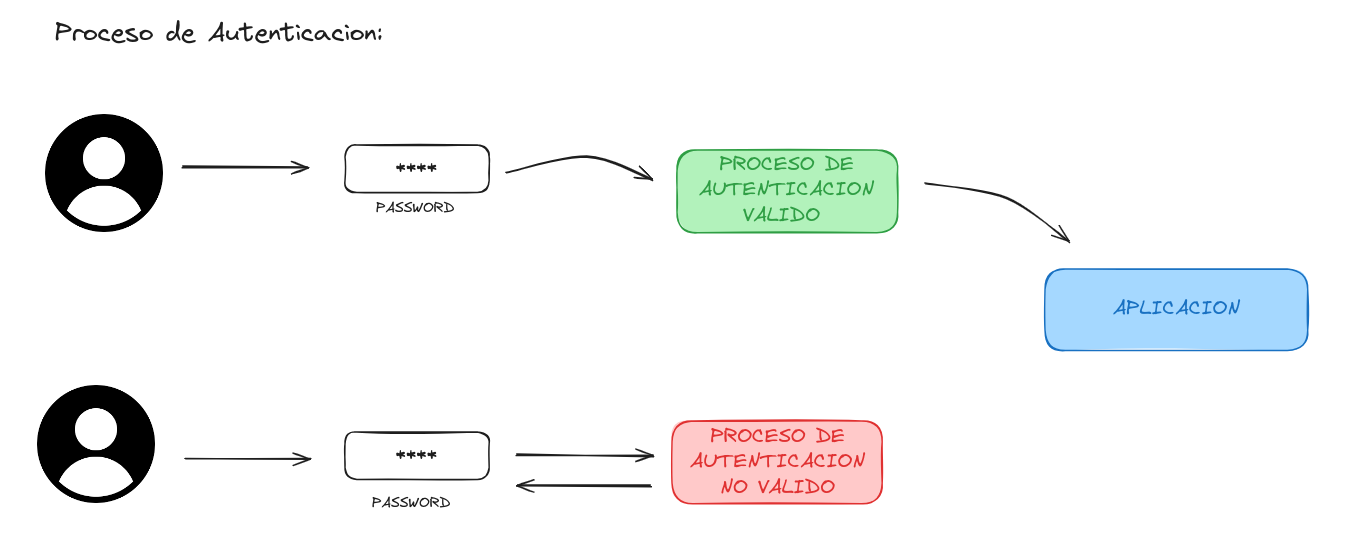 Proceso de Autenticacion:
****
PASSWORD
PROCESO DE
AUTENTICACION
VALIDO
APLICACION
****
PASSWORD
PROCESO DE
AUTENTICACION
NO VALIDO